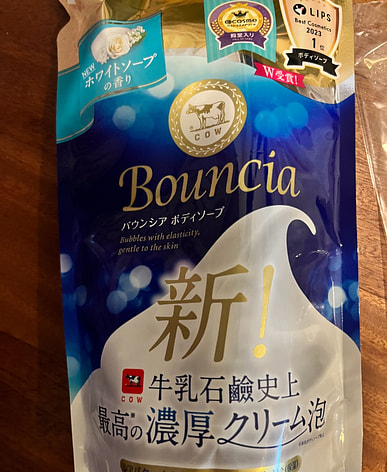 @cosme
殿堂入り
LIPS
Best Cosmetics
2023
1位
ボディソープ
W受賞!
NEW
ホワイトソープ
の香り
COW
Bouncia
バウンシア ボディソープ
Bubbles with elasticity,
gentle to the skin
新!
COW
牛乳石鹸史上
最高の濃厚クリーム泡